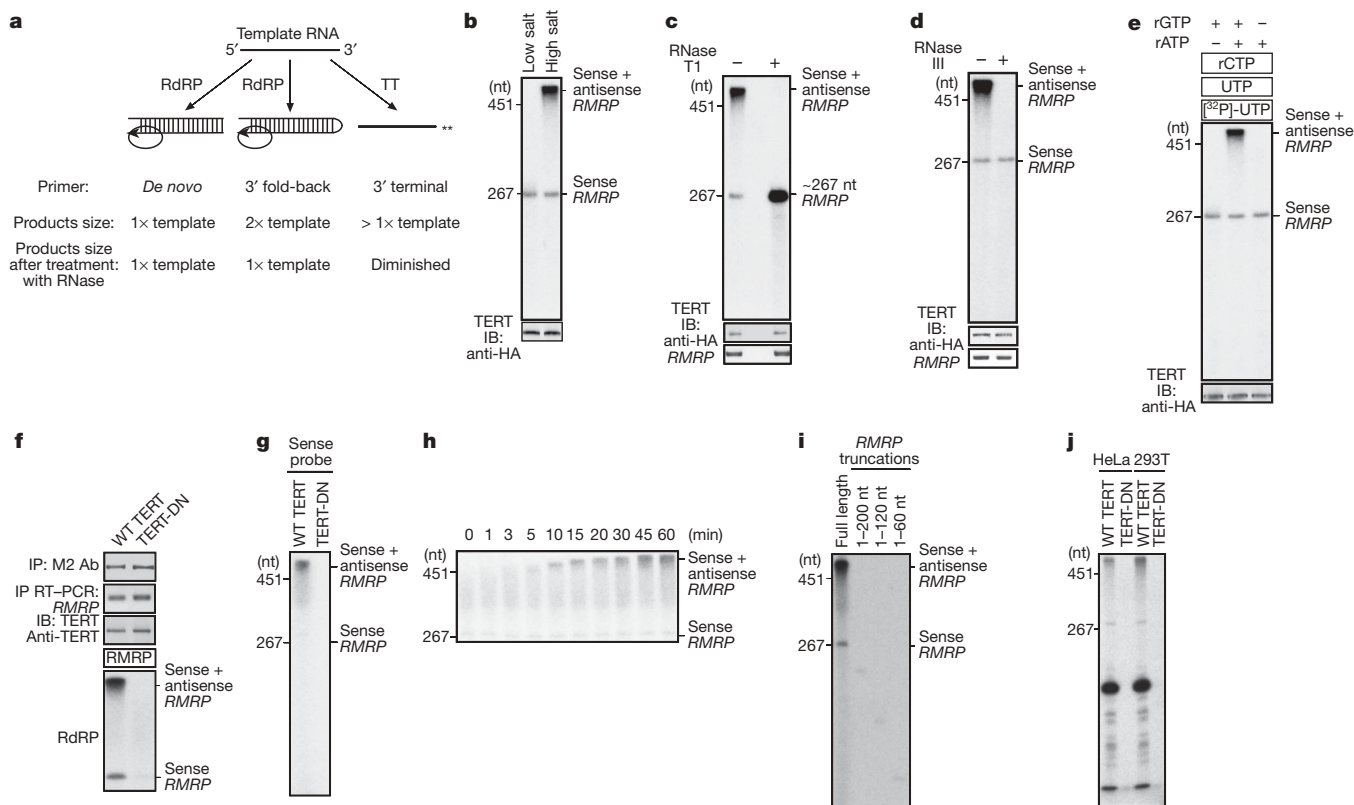 a
Template RNA
5′ 3′
RdRP RdRP TT
**
Primer: De novo 3′ fold-back 3′ terminal
Products size: 1× template 2× template > 1× template
Products size
after treatment: 1× template 1× template Diminished
with RNase
b
Low salt
High salt
(nt)
451
267
Sense +
antisense
RMRP
Sense
RMRP
TERT
IB:
anti-HA
c
RNase
T1 − +
(nt)
451
267
Sense +
antisense
RMRP
~267 nt
RMRP
TERT
IB:
anti-HA
RMRP
d
RNase
III − +
(nt)
451
267
Sense +
antisense
RMRP
Sense
RMRP
TERT
IB:
anti-HA
RMRP
e
rGTP + + −
rATP − + +
rCTP
UTP
[32P]-UTP
(nt)
451
267
Sense +
antisense
RMRP
Sense
RMRP
TERT
IB:
anti-HA
f
WT TERT
TERT-DN
IP: M2 Ab
IP RT–PCR:
RMRP
IB: TERT
Anti-TERT
RMRP
Sense +
antisense
RMRP
RdRP
Sense
RMRP
g
Sense
probe
WT TERT
TERT-DN
(nt)
451
267
Sense +
antisense
RMRP
Sense
RMRP
h
0 1 3 5 10 15 20 30 45 60 (min)
(nt)
451
267
Sense +
antisense
RMRP
Sense
RMRP
i
RMRP
truncations
Full length
1–200 nt
1–120 nt
1–60 nt
(nt)
451
267
Sense +
antisense
RMRP
Sense
RMRP
j
HeLa 293T
WT TERT
TERT-DN
WT TERT
TERT-DN
(nt)
451
267